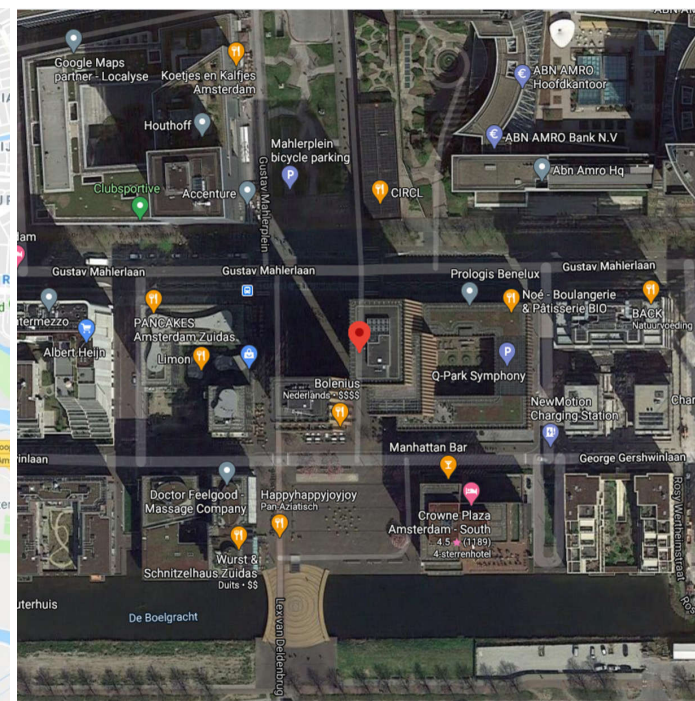 Google Maps
partner - Localyse
Koetjes en Kalfjes
Amsterdam
ABN AMRO
Hoofdkantoor
Houthoff
ABN AMRO Bank N.V
Mahlerplein
bicycle parking
Abn Amro Hq
Clubsportive
Accenture
CIRCL
Gustav Mahlerplein
Gustav Mahlerlaan
Gustav Mahlerlaan
Gustav Mahlerlaan
Prologis Benelux
Noé - Boulangerie
& Pâtisserie BIO
BACK
Natuurvoeding
termezzo
PANCAKES
Amsterdam Zuidas
Albert Heijn
Limon
Q-Park Symphony
Bolenius
Nederlands • $$$$
NewMotion
Charging Station
Manhattan Bar
George Gershwinlaan
vinlaan
Doctor Feelgood -
Massage Company
Happyhappyjoyjoy
Pan-Aziatisch
Crowne Plaza
Amsterdam - South
4.5 ★ (1189)
4-sterrenhotel
Wurst &
Schnitzelhaus Zuidas
Duits • $$
Rosy Wertheimstraat
uterhuis
De Boelgracht
Lex van Deldenbrug